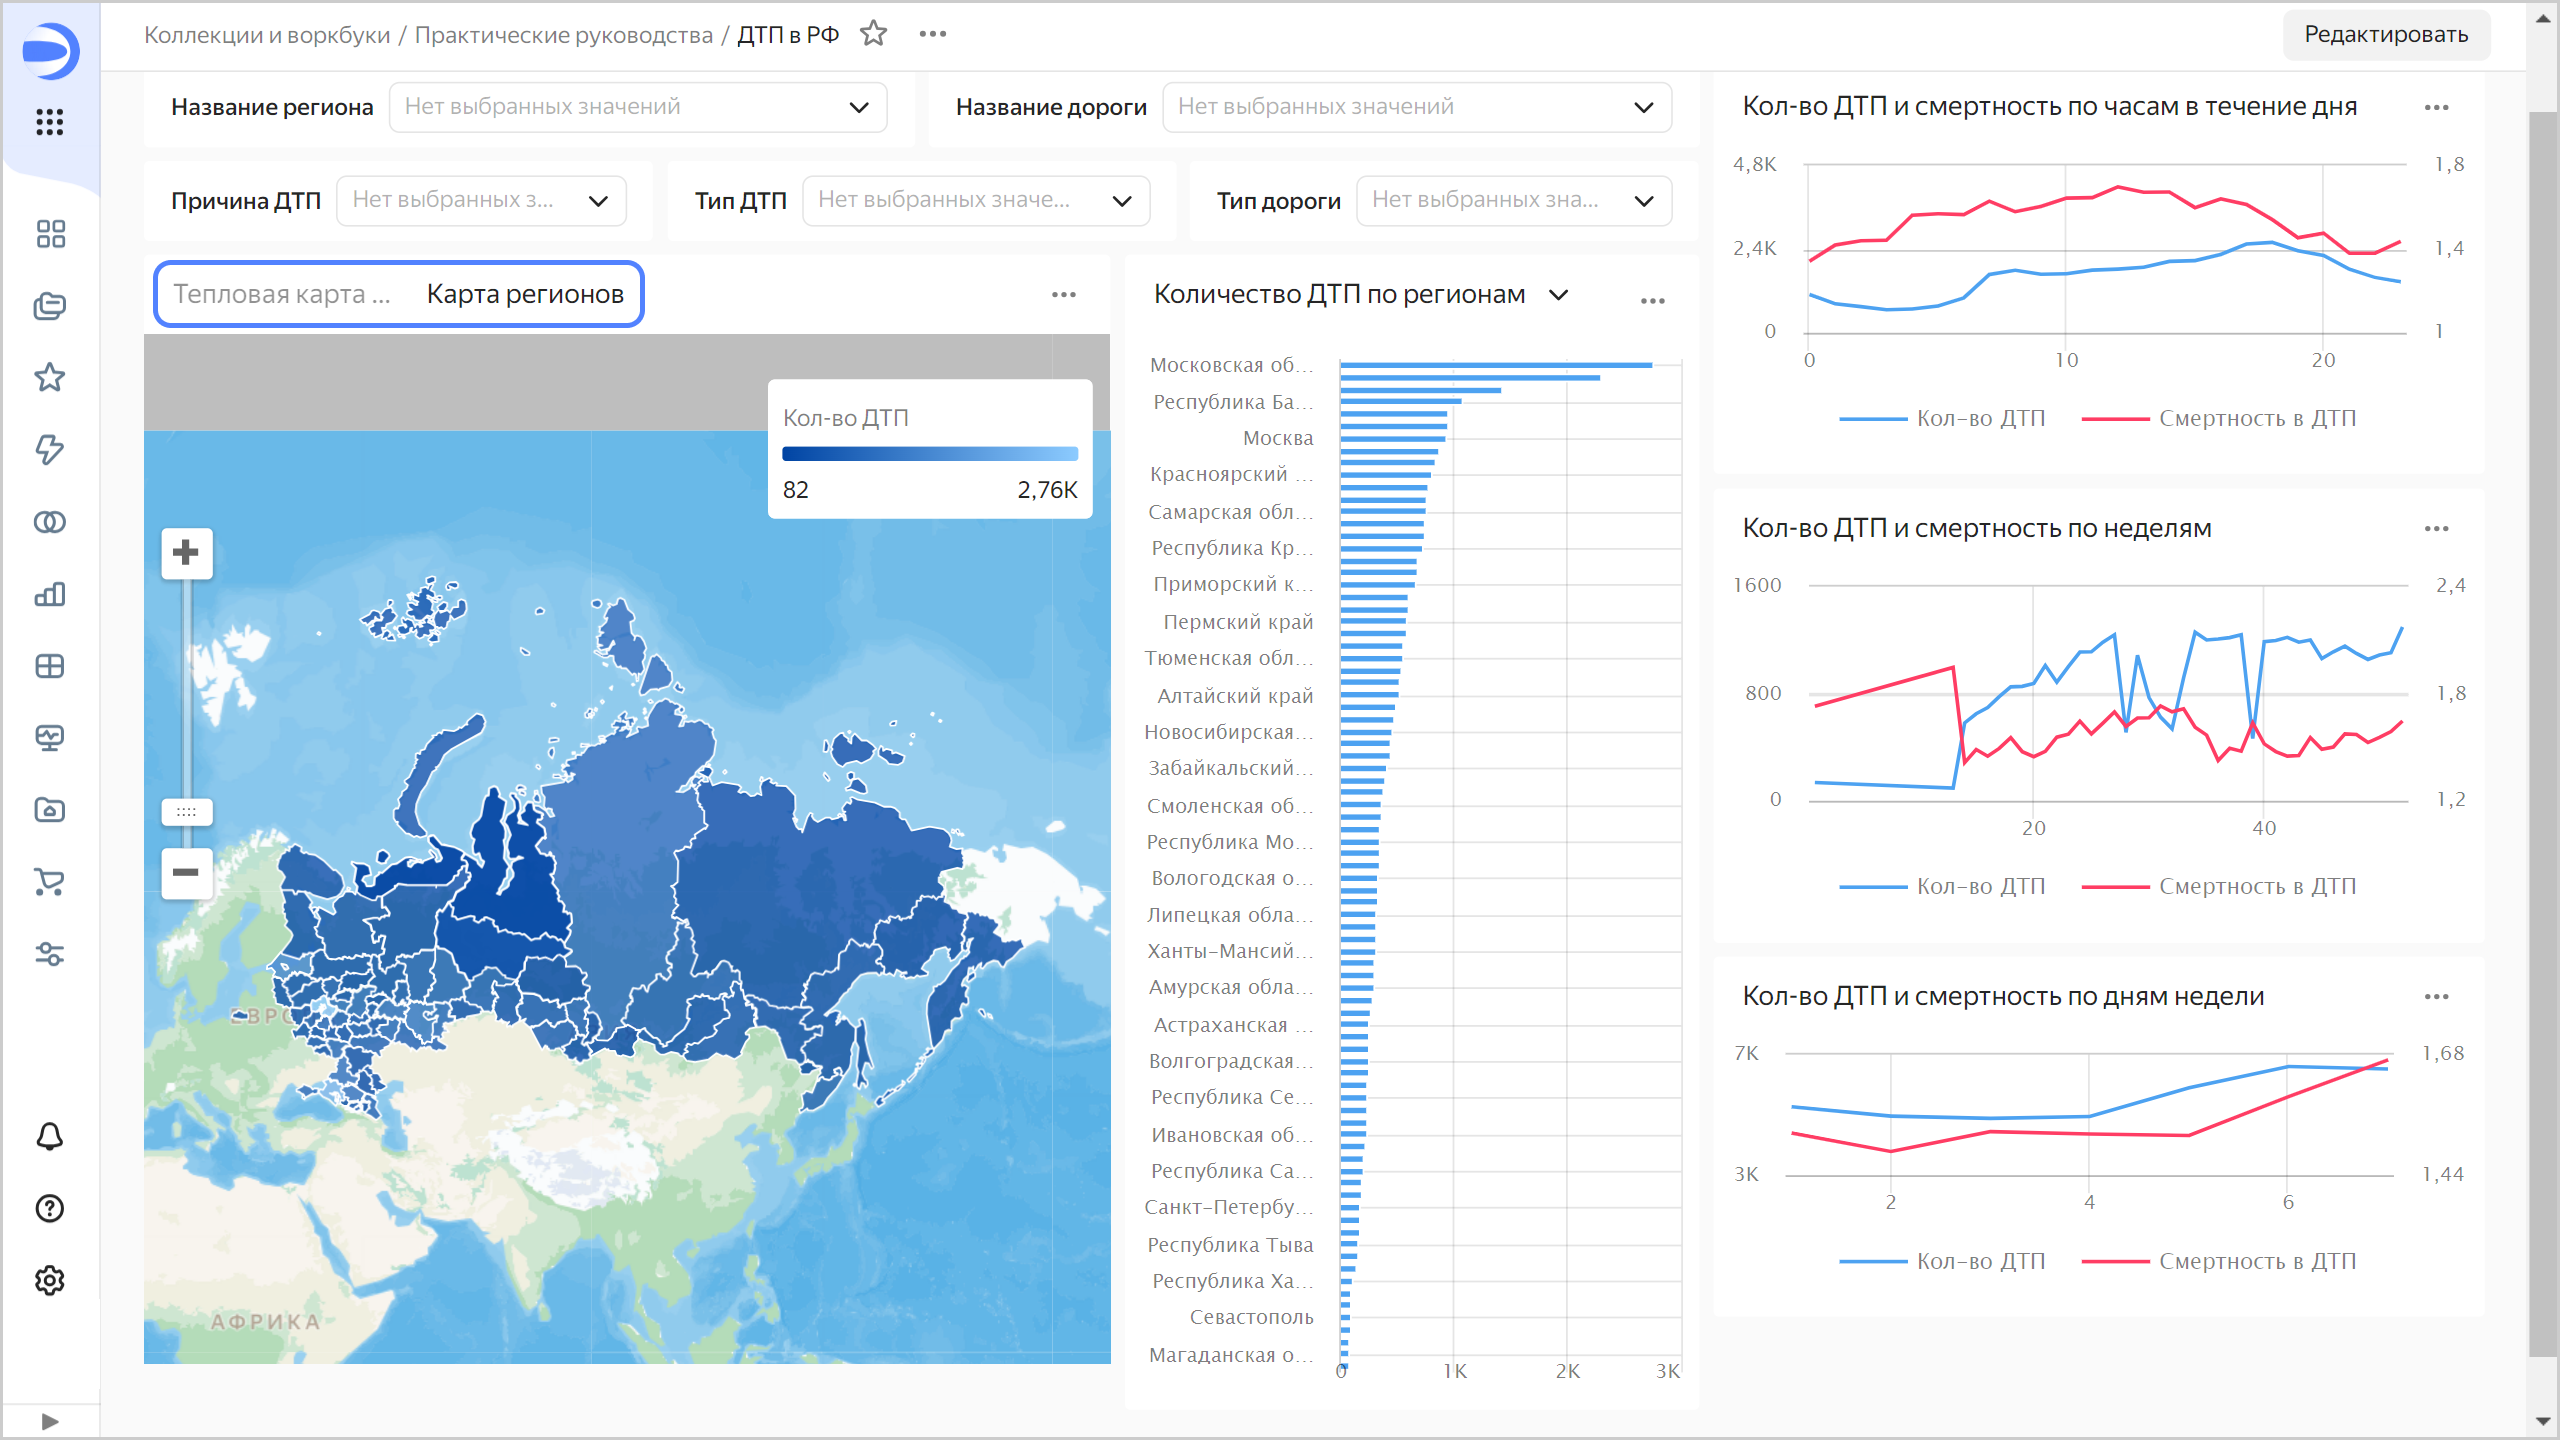 Коллекции и воркбуки / Практические руководства / ДТП в РФ
Редактировать
Название региона Нет выбранных значений
Название дороги Нет выбранных значений
Причина ДТП Нет выбранных з...
Тип ДТП Нет выбранных значе...
Тип дороги Нет выбранных зна...
Тепловая карта ... Карта регионов
Кол-во ДТП
82 2,76K
ЕВРО
АФРИКА
Количество ДТП по регионам
Московская об...
Республика Ба...
Москва
Красноярский ...
Самарская обл...
Республика Кр...
Приморский к...
Пермский край
Тюменская обл...
Алтайский край
Новосибирская...
Забайкальский...
Смоленская об...
Республика Мо...
Вологодская о...
Липецкая обла...
Ханты-Мансий...
Амурская обла...
Астраханская ...
Волгоградская...
Республика Се...
Ивановская об...
Республика Са...
Санкт-Петербу...
Республика Тыва
Республика Ха...
Севастополь
Магаданская о...
0 1K 2K 3K
Кол-во ДТП и смертность по часам в течение дня
4,8K 1,8
2,4K 1,4
0 1
0 10 20
Кол-во ДТП Смертность в ДТП
Кол-во ДТП и смертность по неделям
1600 2,4
800 1,8
0 1,2
20 40
Кол-во ДТП Смертность в ДТП
Кол-во ДТП и смертность по дням недели
7K 1,68
3K 1,44
2 4 6
Кол-во ДТП Смертность в ДТП